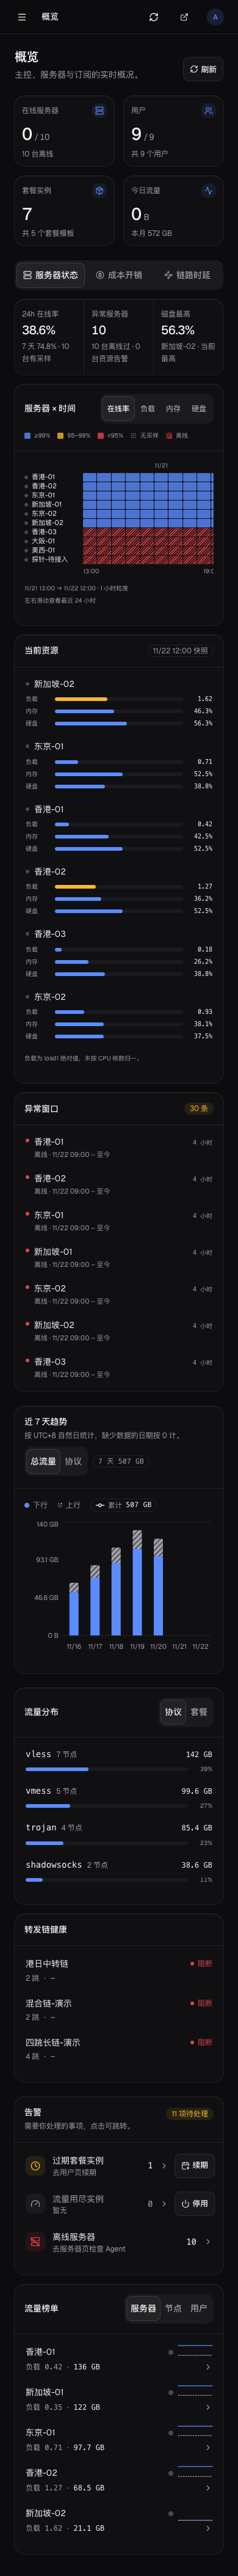 概览
A
概览
主控、服务器与订阅的实时概况。
刷新
在线服务器
0 / 10
10 台离线
用户
9 / 9
共 9 个用户
套餐实例
7
共 5 个套餐模板
今日流量
0 B
本月 572 GB
服务器状态
成本开销
链路时延
24h 在线率
38.6%
7 天 74.8% · 10 台有采样
异常服务器
10
10 台离线过 · 0 台资源告警
磁盘最高
56.3%
新加坡-02 · 当前最高
服务器 × 时间
在线率
负载
内存
硬盘
≥99%
95–99%
<95%
无采样
离线
11/21
香港-01
香港-02
东京-01
新加坡-01
东京-02
新加坡-02
香港-03
大阪-01
美西-01
探针-待接入
13:00
19:0
11/21 13:00 → 11/22 12:00 · 1 小时粒度
左右滑动查看最近 24 小时
当前资源
11/22 12:00 快照
新加坡-02
负载 1.62
内存 46.3%
硬盘 56.3%
东京-01
负载 0.71
内存 52.5%
硬盘 38.8%
香港-01
负载 0.42
内存 42.5%
硬盘 52.5%
香港-02
负载 1.27
内存 36.2%
硬盘 52.5%
香港-03
负载 0.18
内存 26.2%
硬盘 38.8%
东京-02
负载 0.93
内存 38.1%
硬盘 37.5%
负载为 load1 绝对值，未按 CPU 核数归一。
异常窗口
30 条
香港-01
4 小时
离线 · 11/22 09:00 – 至今
香港-02
4 小时
离线 · 11/22 09:00 – 至今
东京-01
4 小时
离线 · 11/22 09:00 – 至今
新加坡-01
4 小时
离线 · 11/22 09:00 – 至今
东京-02
4 小时
离线 · 11/22 09:00 – 至今
新加坡-02
4 小时
离线 · 11/22 09:00 – 至今
香港-03
4 小时
离线 · 11/22 09:00 – 至今
近 7 天趋势
按 UTC+8 自然日统计，缺少数据的日期按 0 计。
总流量
协议
7 天 507 GB
下行
上行
累计 507 GB
140 GB
93.1 GB
46.6 GB
0 B
11/16 11/17 11/18 11/19 11/20 11/21 11/22
流量分布
协议
套餐
vless 7 节点 142 GB
39%
vmess 5 节点 99.6 GB
27%
trojan 4 节点 85.4 GB
23%
shadowsocks 2 节点 38.6 GB
11%
转发链健康
港日中转链
阻断
2 跳 · –
混合链-演示
阻断
2 跳 · –
四跳长链-演示
阻断
4 跳 · –
告警
11 项待处理
需要你处理的事项，点击可跳转。
过期套餐实例
去用户页续期
1
续期
流量用尽实例
暂无
0
停用
离线服务器
去服务器页检查 Agent
10
流量榜单
服务器
节点
用户
香港-01
负载 0.42 · 136 GB
新加坡-01
负载 0.35 · 122 GB
东京-01
负载 0.71 · 97.7 GB
香港-02
负载 1.27 · 68.5 GB
新加坡-02
负载 1.62 · 21.1 GB